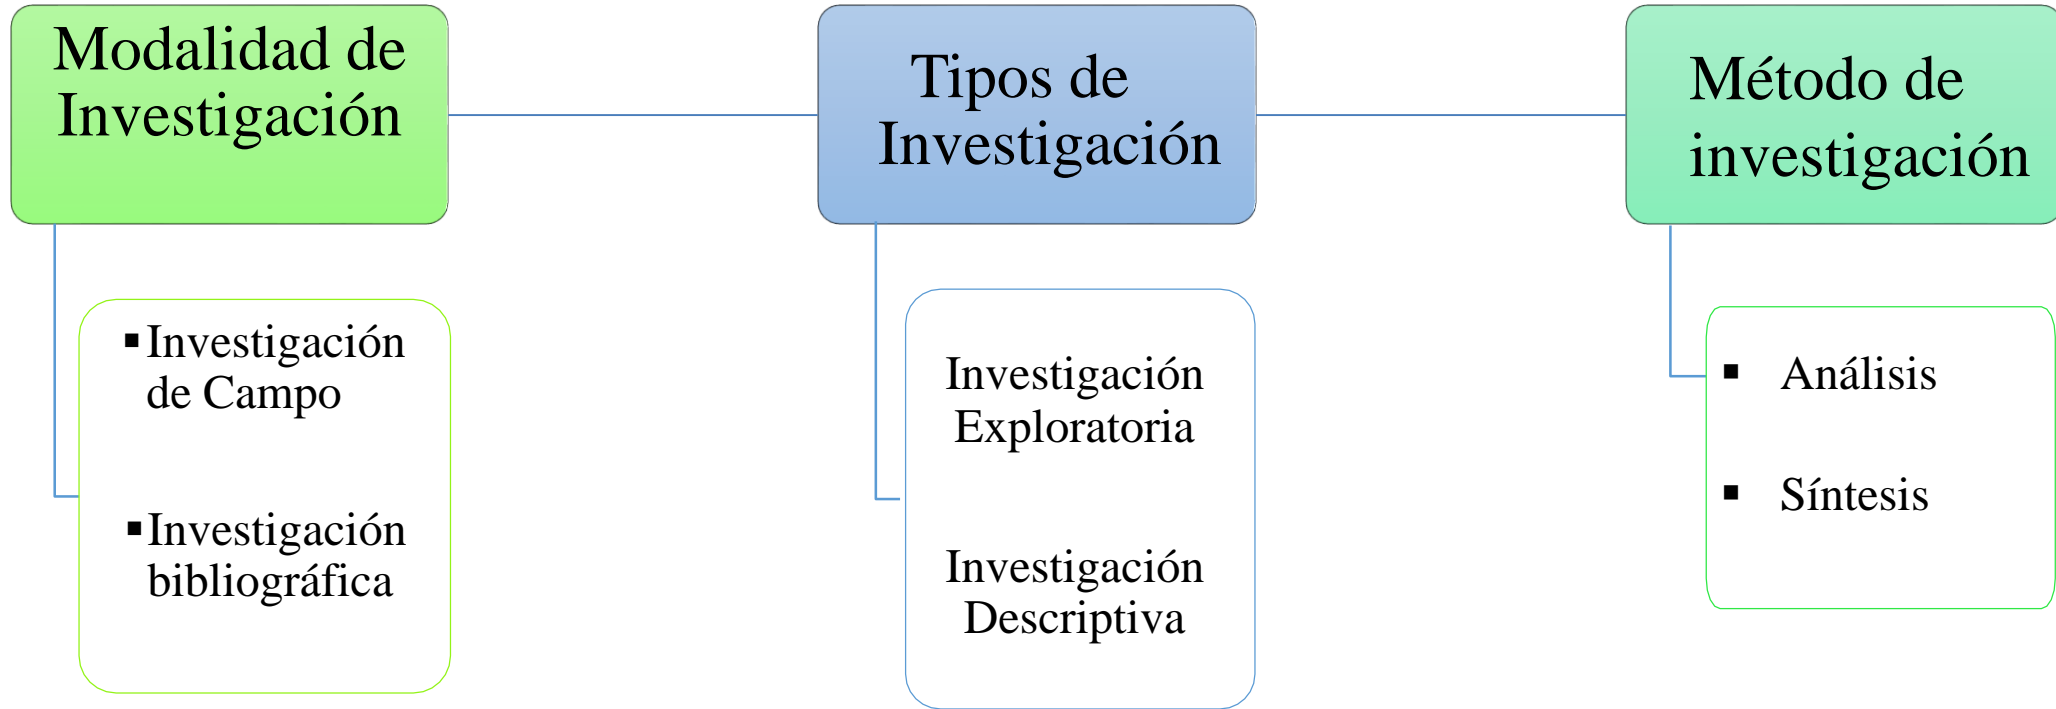 Modalidad de
Investigación
▪Investigación
de Campo
▪Investigación
bibliográfica
Tipos de
Investigación
Investigación
Exploratoria
Investigación
Descriptiva
Método de
investigación
▪ Análisis
▪ Síntesis